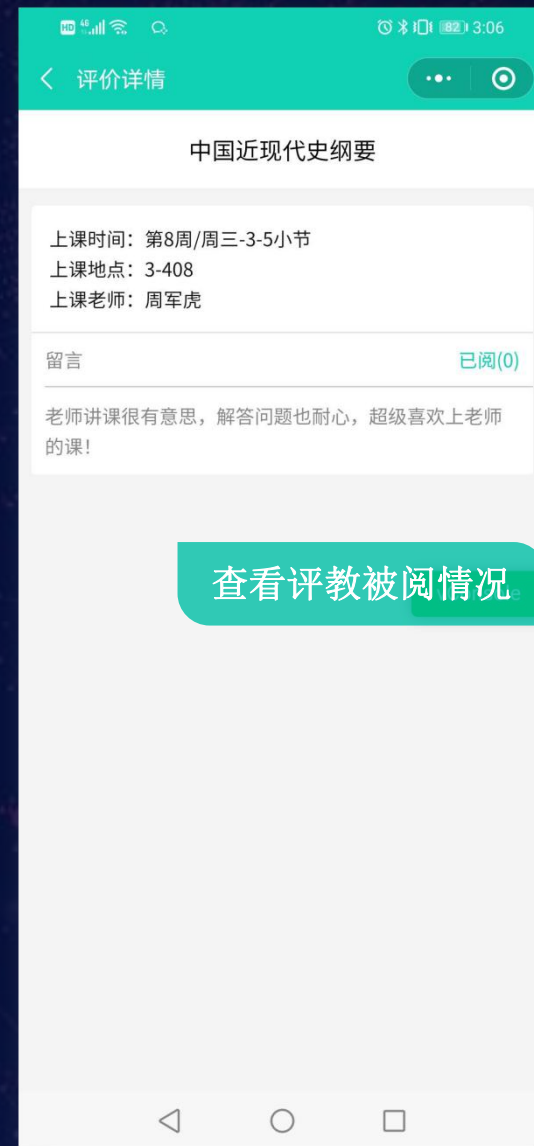 HD 4G 82 3:06
评价详情
中国近现代史纲要
上课时间：第8周/周三-3-5小节
上课地点：3-408
上课老师：周军虎
留言 已阅(0)
老师讲课很有意思，解答问题也耐心，超级喜欢上老师
的课！
查看评教被阅情况